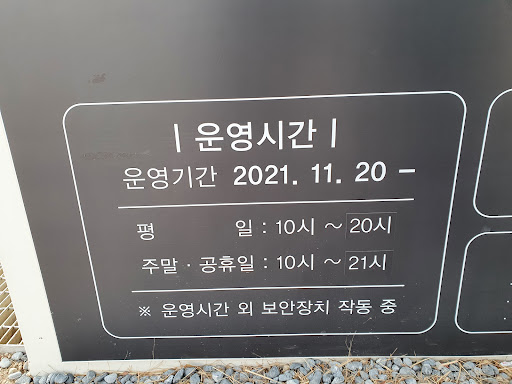 | 운영시간 |
운영기간 2021. 11. 20 -
평 일 : 10시 ~ 20시
주말 · 공휴일 : 10시 ~ 21시
※ 운영시간 외 보안장치 작동 중